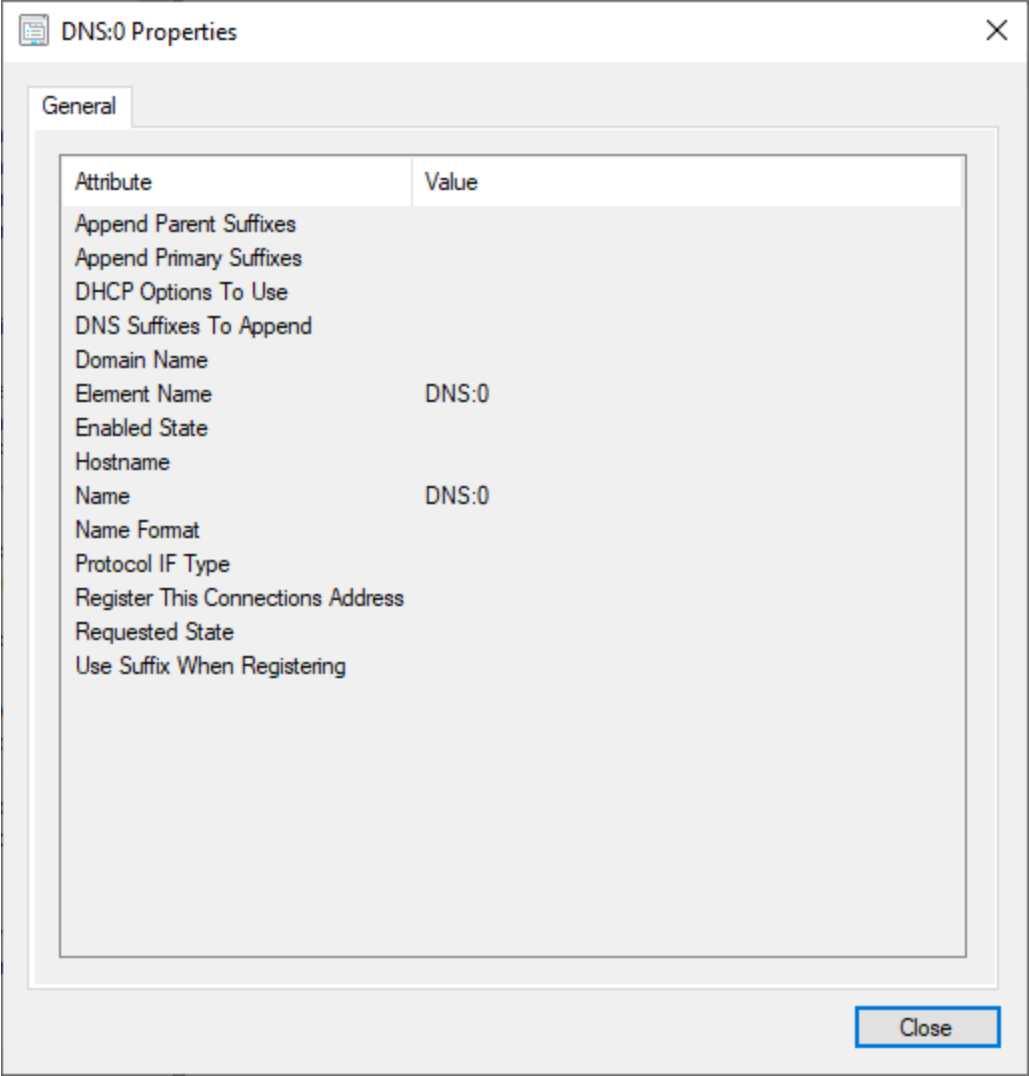 DNS:0 Properties
General
Attribute Value
Append Parent Suffixes
Append Primary Suffixes
DHCP Options To Use
DNS Suffixes To Append
Domain Name
Element Name DNS:0
Enabled State
Hostname
Name DNS:0
Name Format
Protocol IF Type
Register This Connections Address
Requested State
Use Suffix When Registering
Close